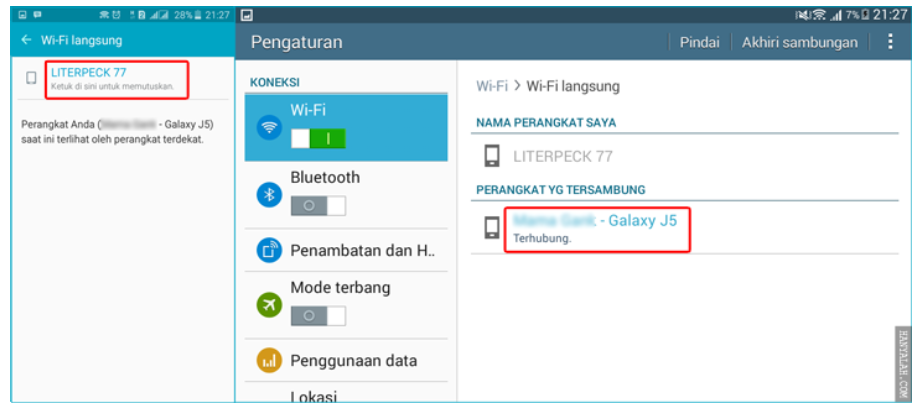 28% 21:27
Wi-Fi langsung
LITERPECK 77
Ketuk di sini untuk memutuskan.
Perangkat Anda ( - Galaxy J5)
saat ini terlihat oleh perangkat terdekat.
7% 21:27
Pengaturan
Pindai
Akhiri sambungan
KONEKSI
Wi-Fi
Bluetooth
Penambatan dan H..
Mode terbang
Penggunaan data
Lokasi
Wi-Fi > Wi-Fi langsung
NAMA PERANGKAT SAYA
LITERPECK 77
PERANGKAT YG TERSAMBUNG
- Galaxy J5
Terhubung.
HANYALAH.COM